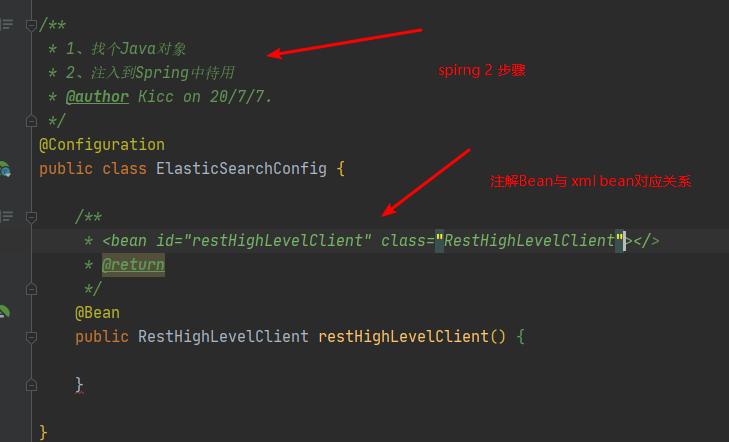 /**
* 1、找个Java对象
* 2、注入到Spring中待用
* @author Kicc on 20/7/7.
*/
spirng 2 步骤
@Configuration
public class ElasticSearchConfig {
注解Bean与 xml bean对应关系
/**
* <bean id="restHighLevelClient" class="RestHighLevelClient"></>
* @return
*/
@Bean
public RestHighLevelClient restHighLevelClient() {
}
}